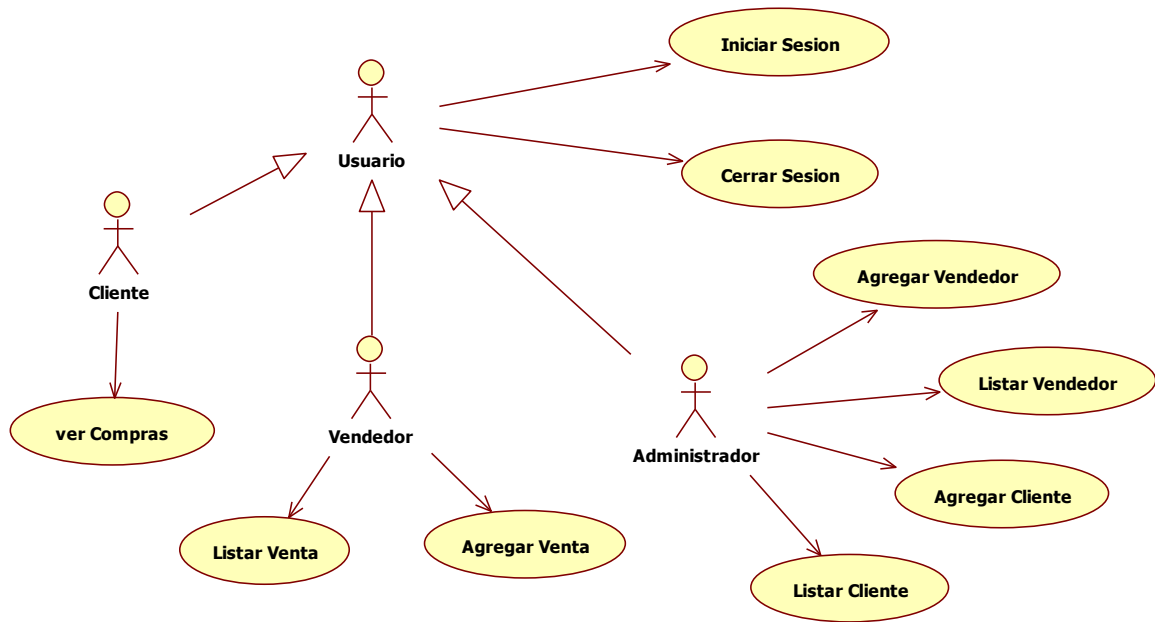 Iniciar Sesion
Usuario
Cerrar Sesion
Agregar Vendedor
Cliente
Listar Vendedor
ver Compras
Vendedor
Administrador
Agregar Cliente
Listar Venta
Agregar Venta
Listar Cliente